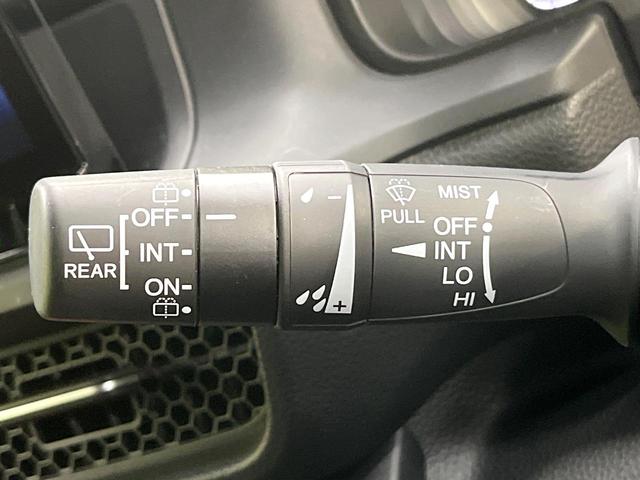 REAR
OFF
INT
ON
−
+
PULL
MIST
OFF
INT
LO
HI